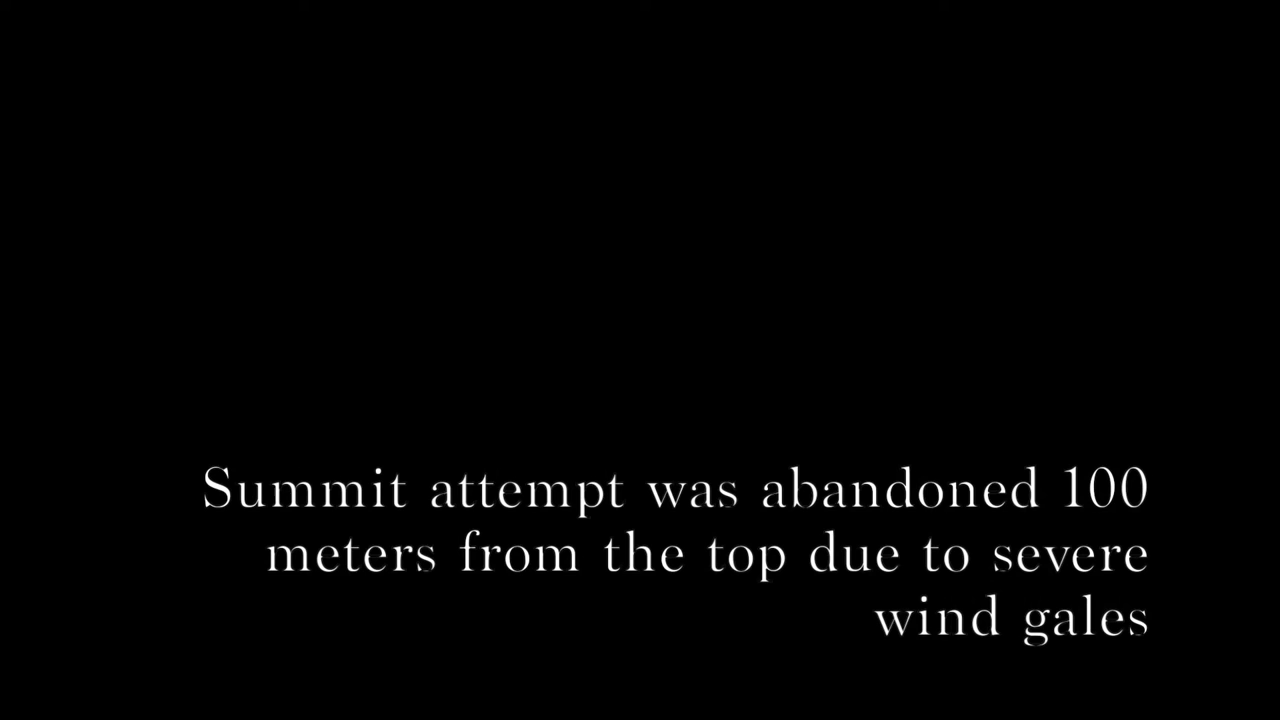 Summit attempt was abandoned 100
meters from the top due to severe
wind gales